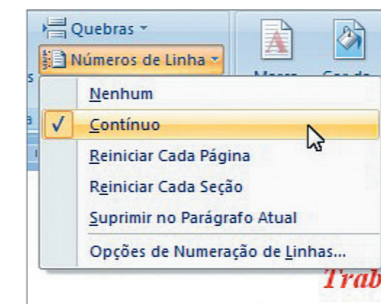 Quebras
Números de Linha
Nenhum
Contínuo
Reiniciar Cada Página
Reiniciar Cada Seção
Suprimir no Parágrafo Atual
Opções de Numeração de Linhas...
Trab